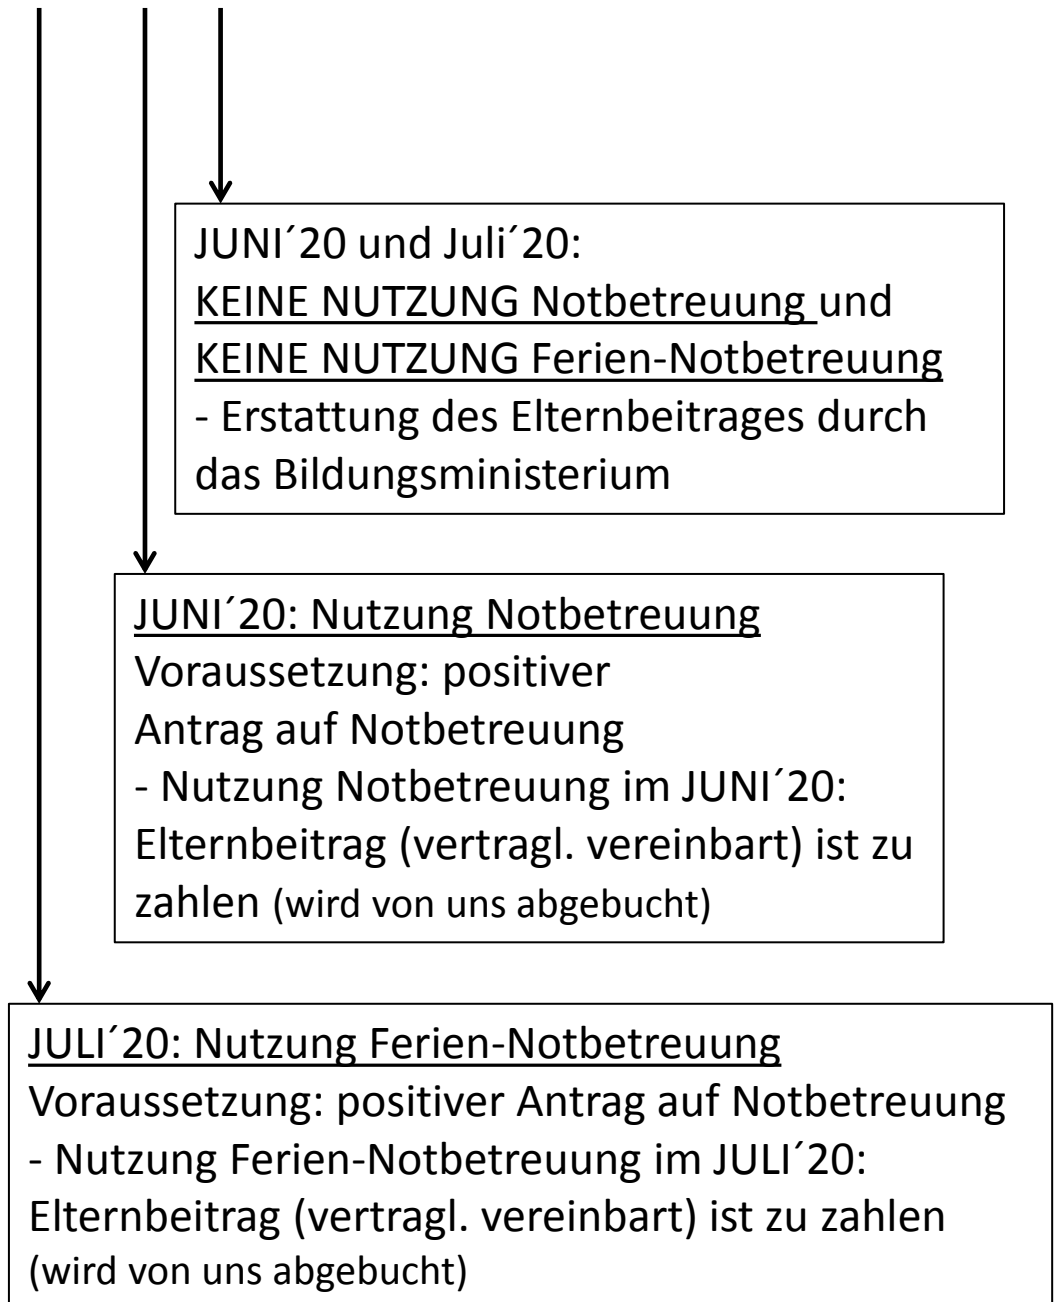 JUNI´20 und Juli´20:
KEINE NUTZUNG Notbetreuung und
KEINE NUTZUNG Ferien-Notbetreuung
- Erstattung des Elternbeitrages durch
das Bildungsministerium
JUNI´20: Nutzung Notbetreuung
Voraussetzung: positiver
Antrag auf Notbetreuung
- Nutzung Notbetreuung im JUNI´20:
Elternbeitrag (vertragl. vereinbart) ist zu
zahlen (wird von uns abgebucht)
JULI´20: Nutzung Ferien-Notbetreuung
Voraussetzung: positiver Antrag auf Notbetreuung
- Nutzung Ferien-Notbetreuung im JULI´20:
Elternbeitrag (vertragl. vereinbart) ist zu zahlen
(wird von uns abgebucht)